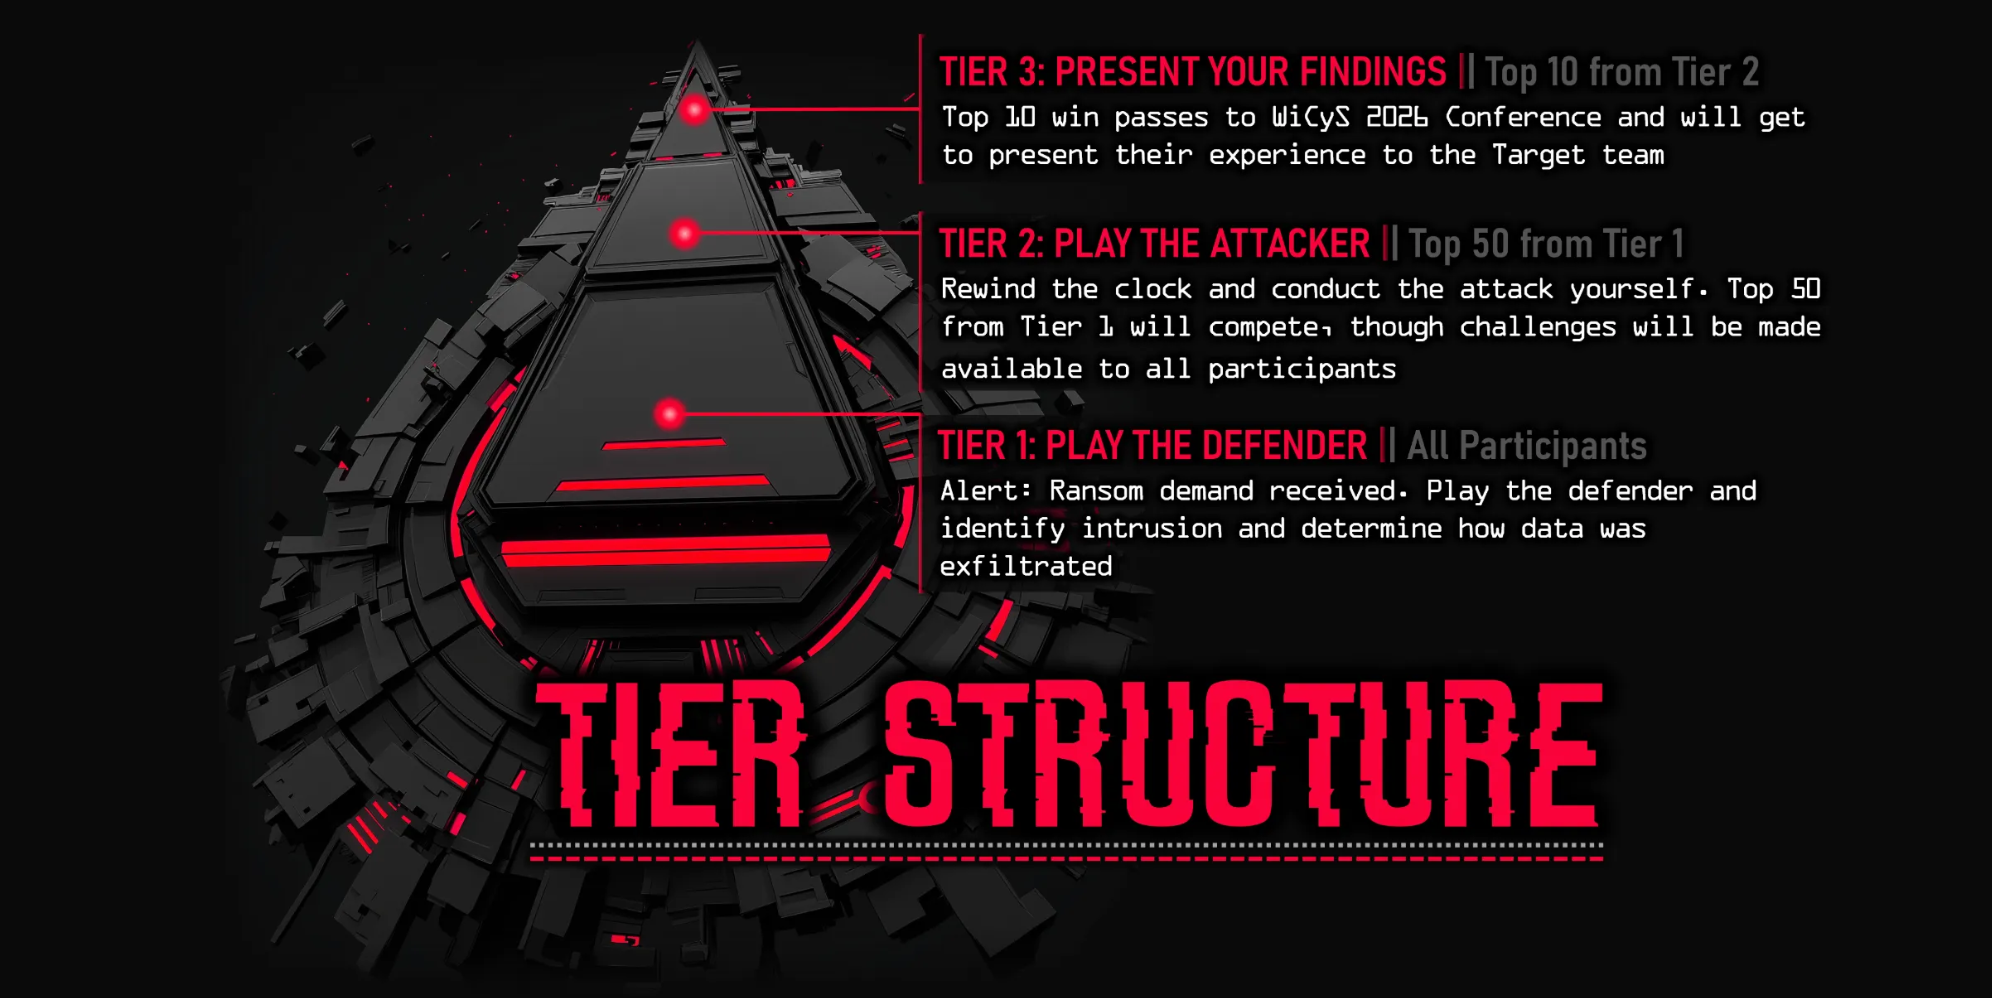 TIER 3: PRESENT YOUR FINDINGS || Top 10 from Tier 2
Top 10 win passes to WiCyS 2026 Conference and will get
to present their experience to the Target team
TIER 2: PLAY THE ATTACKER || Top 50 from Tier 1
Rewind the clock and conduct the attack yourself. Top 50
from Tier 1 will compete, though challenges will be made
available to all participants
TIER 1: PLAY THE DEFENDER || All Participants
Alert: Ransom demand received. Play the defender and
identify intrusion and determine how data was
exfiltrated
TIER STRUCTURE